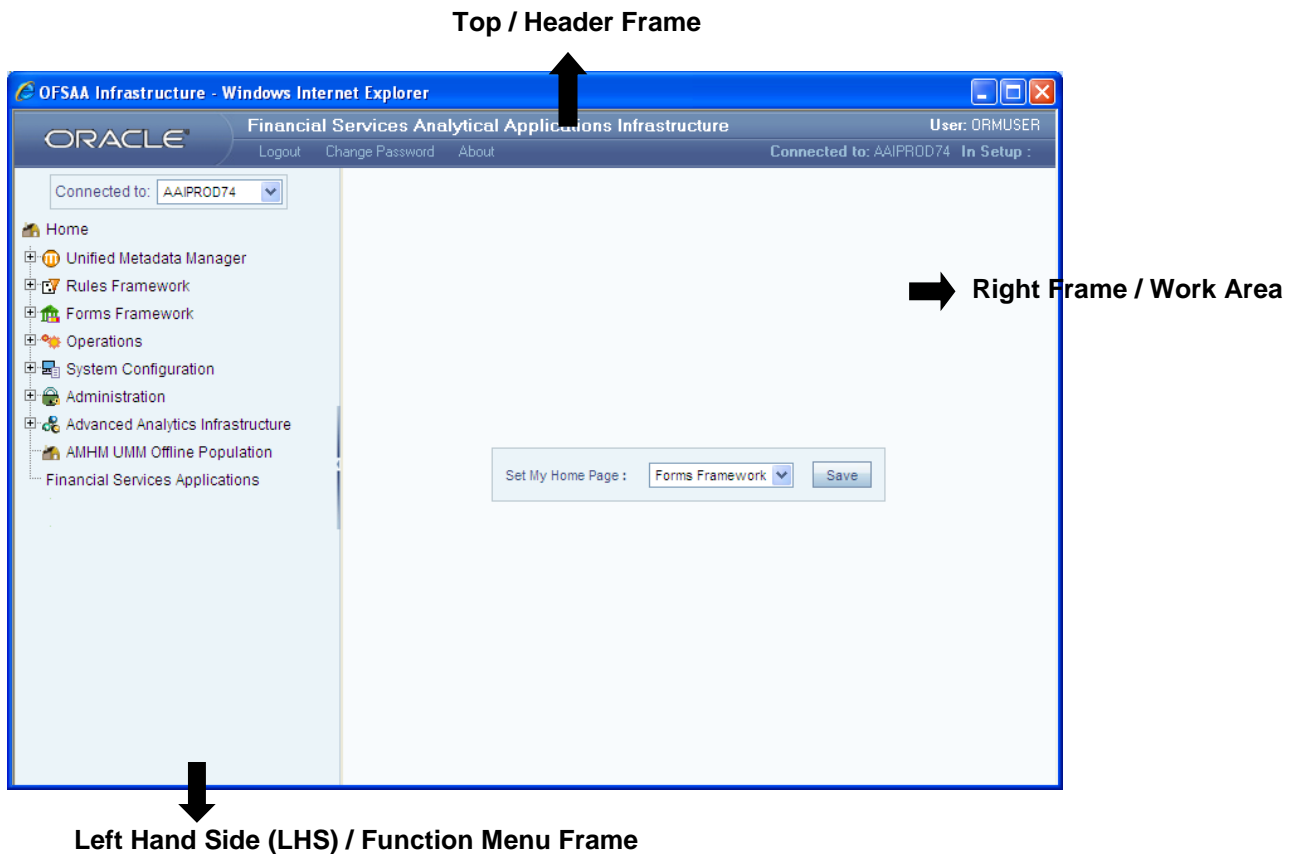 Top / Header Frame
OFSAA Infrastructure - Windows Internet Explorer
ORACLE
Financial Services Analytical Applications Infrastructure
User: ORMUSER
Logout Change Password About
Connected to: AAIPROD74 In Setup :
Connected to: AAIPROD74
Home
Unified Metadata Manager
Rules Framework
Forms Framework
Operations
System Configuration
Administration
Advanced Analytics Infrastructure
AMHM UMM Offline Population
Financial Services Applications
Right Frame / Work Area
Set My Home Page : Forms Framework Save
Left Hand Side (LHS) / Function Menu Frame